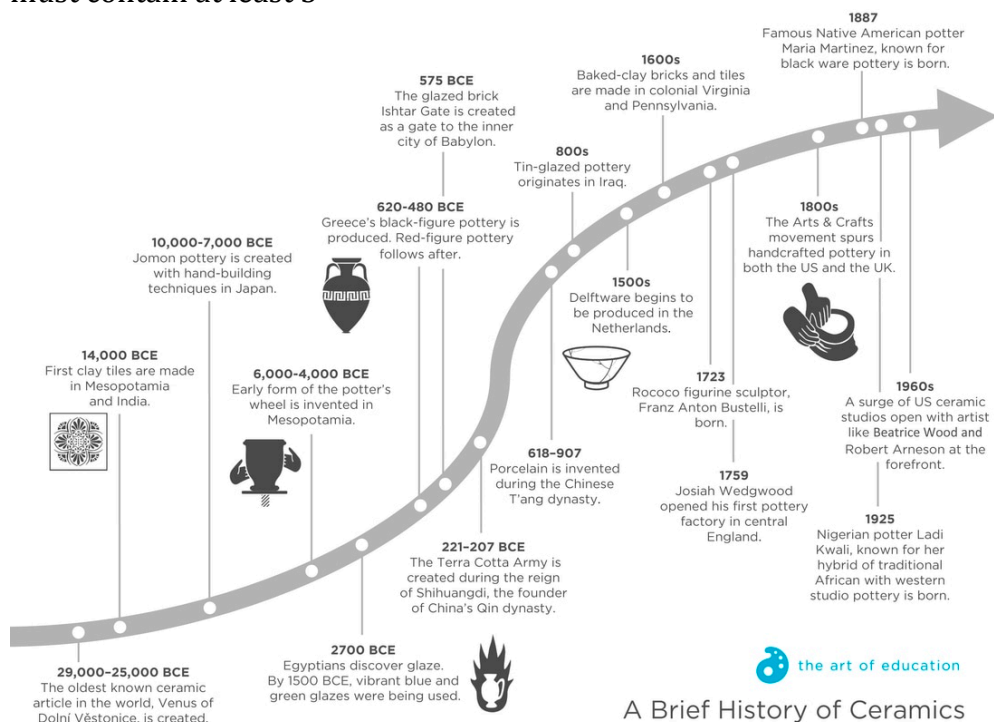 must contain at least
29,000–25,000 BCE
The oldest known ceramic
article in the world, Venus of
Dolní Věstonice, is created.
14,000 BCE
First clay tiles are made
in Mesopotamia
and India.
10,000-7,000 BCE
Jomon pottery is created
with hand-building
techniques in Japan.
6,000-4,000 BCE
Early form of the potter's
wheel is invented in
Mesopotamia.
2700 BCE
Egyptians discover glaze.
By 1500 BCE, vibrant blue and
green glazes were being used.
620-480 BCE
Greece's black-figure pottery is
produced. Red-figure pottery
follows after.
575 BCE
The glazed brick
Ishtar Gate is created
as a gate to the inner
city of Babylon.
221–207 BCE
The Terra Cotta Army is
created during the reign
of Shihuangdi, the founder
of China's Qin dynasty.
618–907
Porcelain is invented
during the Chinese
T'ang dynasty.
800s
Tin-glazed pottery
originates in Iraq.
1500s
Delftware begins to
be produced in the
Netherlands.
1600s
Baked-clay bricks and tiles
are made in colonial Virginia
and Pennsylvania.
1723
Rococo figurine sculptor,
Franz Anton Bustelli, is
born.
1759
Josiah Wedgwood
opened his first pottery
factory in central
England.
1800s
The Arts & Crafts
movement spurs
handcrafted pottery in
both the US and the UK.
1887
Famous Native American potter
Maria Martinez, known for
black ware pottery is born.
1925
Nigerian potter Ladi
Kwali, known for her
hybrid of traditional
African with western
studio pottery is born.
1960s
A surge of US ceramic
studios open with artist
like Beatrice Wood and
Robert Arneson at the
forefront.
the art of education
A Brief History of Ceramics